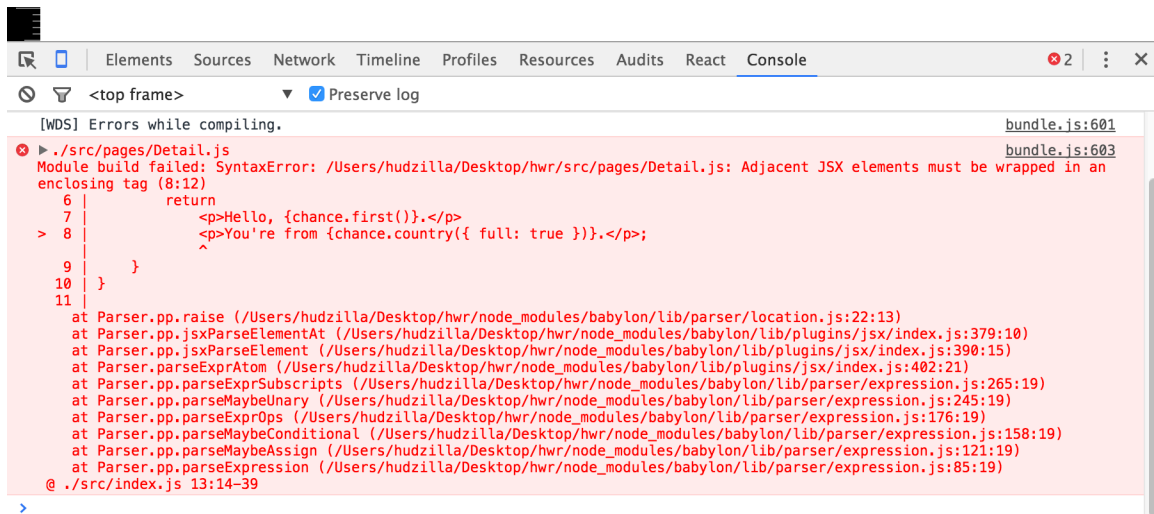 Elements Sources Network Timeline Profiles Resources Audits React Console 2
<top frame> ▼ Preserve log
[WDS] Errors while compiling. bundle.js:601
▶./src/pages/Detail.js bundle.js:603
Module build failed: SyntaxError: /Users/hudzilla/Desktop/hwr/src/pages/Detail.js: Adjacent JSX elements must be wrapped in an
enclosing tag (8:12)
6 | return
7 | <p>Hello, {chance.first()}.</p>
> 8 | <p>You're from {chance.country({ full: true })}.</p>;
| ^
9 | }
10 | }
11 |
at Parser.pp.raise (/Users/hudzilla/Desktop/hwr/node_modules/babylon/lib/parser/location.js:22:13)
at Parser.pp.jsxParseElementAt (/Users/hudzilla/Desktop/hwr/node_modules/babylon/lib/plugins/jsx/index.js:379:10)
at Parser.pp.jsxParseElement (/Users/hudzilla/Desktop/hwr/node_modules/babylon/lib/plugins/jsx/index.js:390:15)
at Parser.parseExprAtom (/Users/hudzilla/Desktop/hwr/node_modules/babylon/lib/plugins/jsx/index.js:402:21)
at Parser.pp.parseExprSubscripts (/Users/hudzilla/Desktop/hwr/node_modules/babylon/lib/parser/expression.js:265:19)
at Parser.pp.parseMaybeUnary (/Users/hudzilla/Desktop/hwr/node_modules/babylon/lib/parser/expression.js:245:19)
at Parser.pp.parseExprOps (/Users/hudzilla/Desktop/hwr/node_modules/babylon/lib/parser/expression.js:176:19)
at Parser.pp.parseMaybeConditional (/Users/hudzilla/Desktop/hwr/node_modules/babylon/lib/parser/expression.js:158:19)
at Parser.pp.parseMaybeAssign (/Users/hudzilla/Desktop/hwr/node_modules/babylon/lib/parser/expression.js:121:19)
at Parser.pp.parseExpression (/Users/hudzilla/Desktop/hwr/node_modules/babylon/lib/parser/expression.js:85:19)
@ ./src/index.js 13:14-39
>